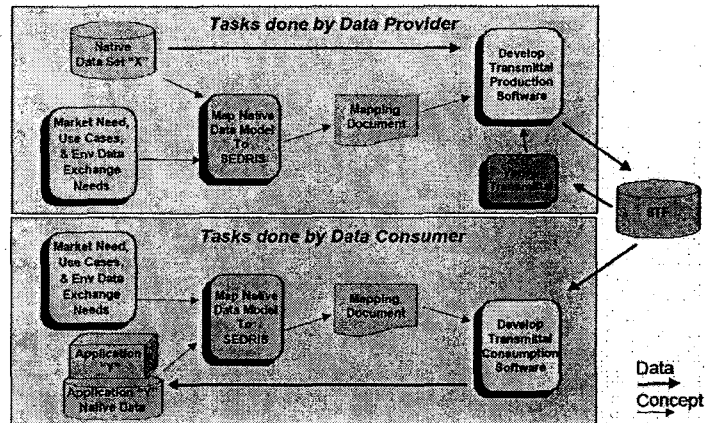 Tasks done by Data Provider
Native
Data Set "X"
Market Need,
Use Cases,
& Env Data
Exchange
Needs
Map Native
Data Model
To
SEDRIS
Mapping
Document
Develop
Transmittal
Production
Software
Transmittal
STF
Tasks done by Data Consumer
Market Need,
Use Cases,
& Env Data
Exchange
Needs
Application
"Y"
Application "Y"
Native Data
Map Native
Data Model
To
SEDRIS
Mapping
Document
Develop
Transmittal
Consumption
Software
Data
Concept